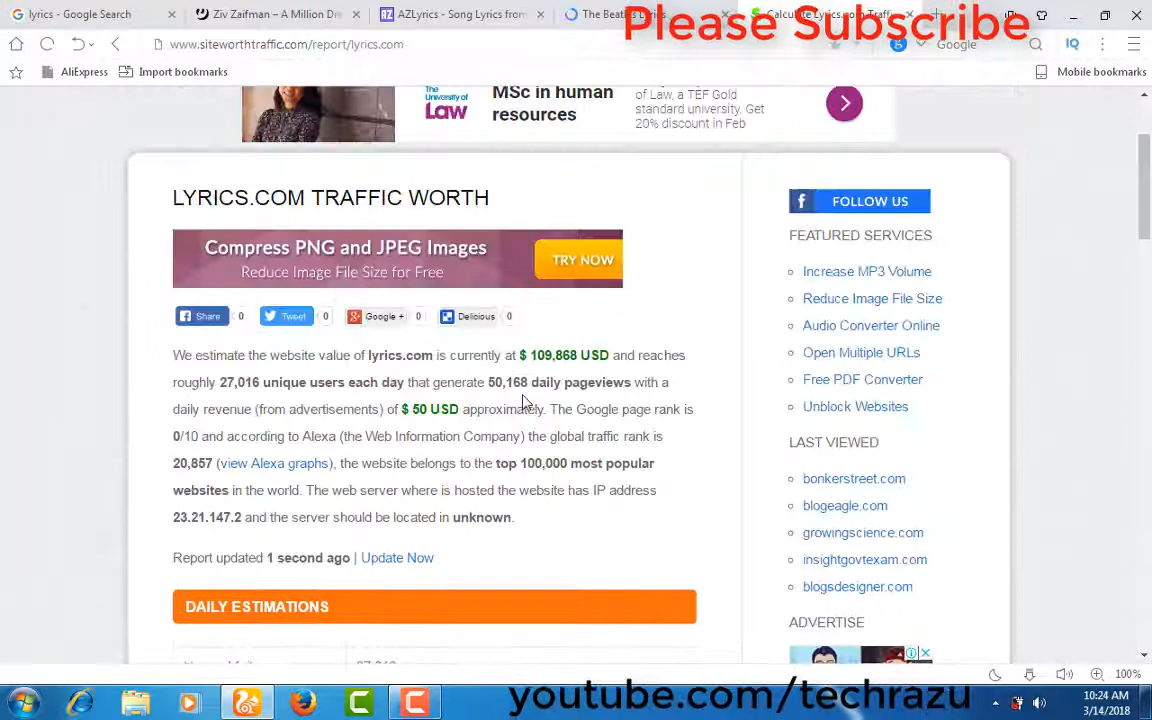 lyrics - Google Search
Ziv Zaifman – A Million Dre
AZLyrics - Song Lyrics from
The Beatles Lyrics
Calculate Lyrics.com Traffi
Please Subscribe
www.siteworthtraffic.com/report/lyrics.com
Google
AliExpress
Import bookmarks
Mobile bookmarks
The University of Law
MSc in human resources
of Law, a TEF Gold
standard university. Get
20% discount in Feb
LYRICS.COM TRAFFIC WORTH
Compress PNG and JPEG Images
Reduce Image File Size for Free
TRY NOW
Share 0 Tweet 0 Google + 0 Delicious 0
We estimate the website value of lyrics.com is currently at $ 109,868 USD and reaches
roughly 27,016 unique users each day that generate 50,168 daily pageviews with a
daily revenue (from advertisements) of $ 50 USD approximately. The Google page rank is
0/10 and according to Alexa (the Web Information Company) the global traffic rank is
20,857 (view Alexa graphs), the website belongs to the top 100,000 most popular
websites in the world. The web server where is hosted the website has IP address
23.21.147.2 and the server should be located in unknown.
Report updated 1 second ago | Update Now
DAILY ESTIMATIONS
FOLLOW US
FEATURED SERVICES
Increase MP3 Volume
Reduce Image File Size
Audio Converter Online
Open Multiple URLs
Free PDF Converter
Unblock Websites
LAST VIEWED
bonkerstreet.com
blogeagle.com
growingscience.com
insightgovtexam.com
blogsdesigner.com
ADVERTISE
100%
youtube.com/techrazu
10:24 AM
3/14/2018